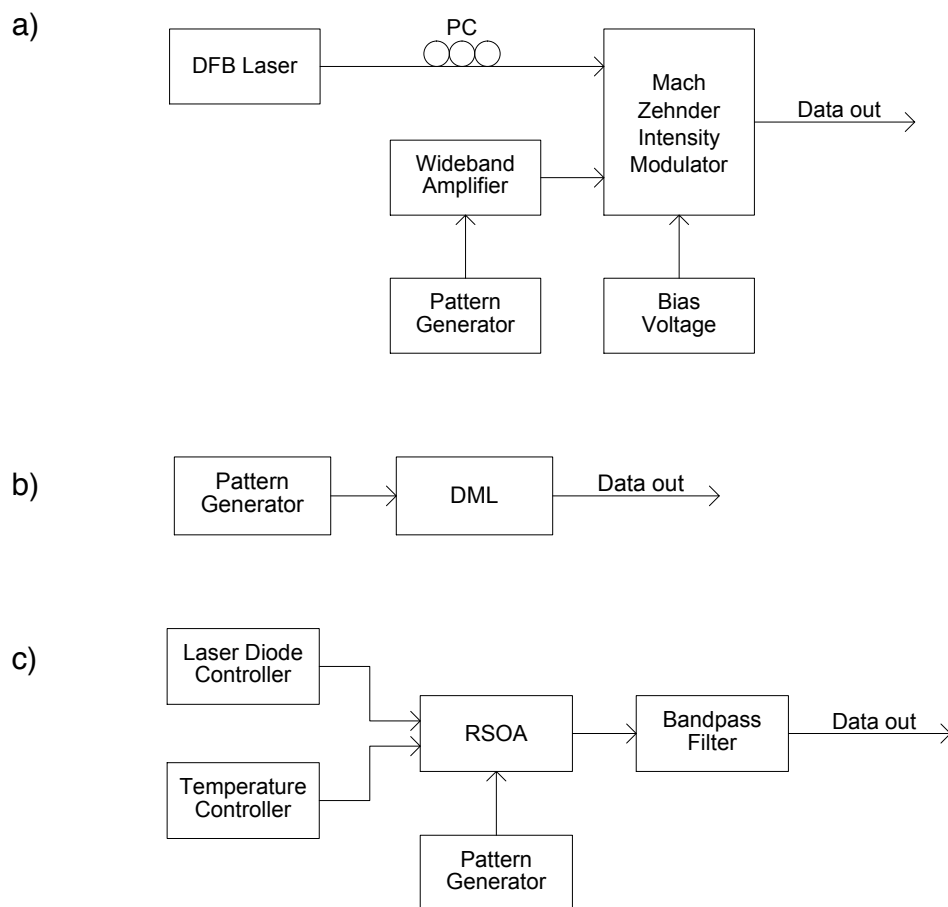 a)
DFB Laser
PC
Mach
Zehnder
Intensity
Modulator
Data out
Wideband
Amplifier
Pattern
Generator
Bias
Voltage
b)
Pattern
Generator
DML
Data out
c)
Laser Diode
Controller
RSOA
Bandpass
Filter
Data out
Temperature
Controller
Pattern
Generator